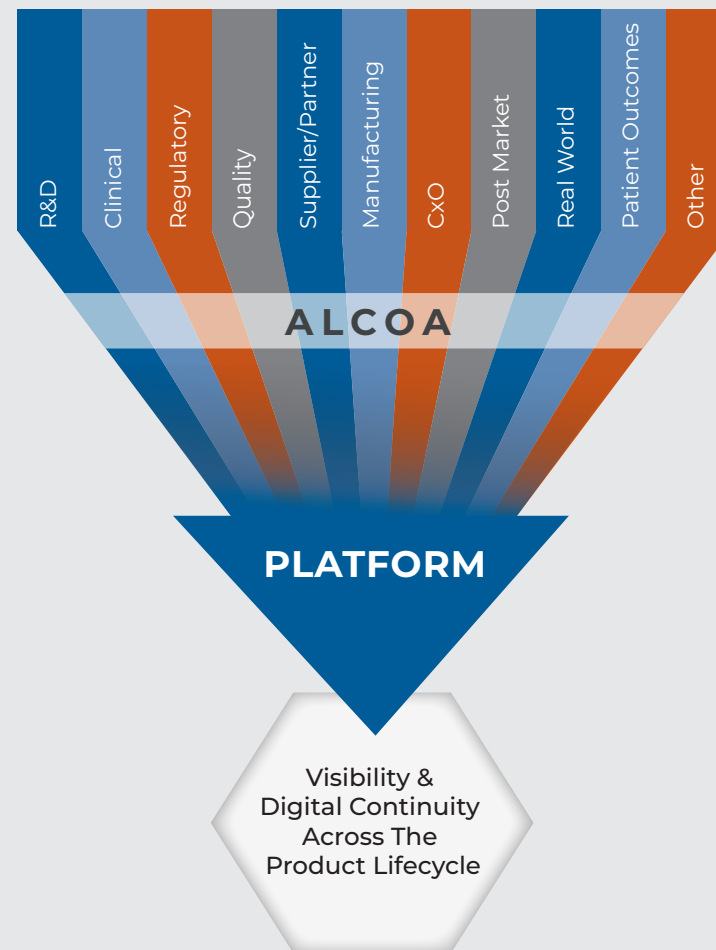 R&D
Clinical
Regulatory
Quality
Supplier/Partner
Manufacturing
CxO
Post Market
Real World
Patient Outcomes
Other
ALCOA
PLATFORM
Visibility &
Digital Continuity
Across The
Product Lifecycle